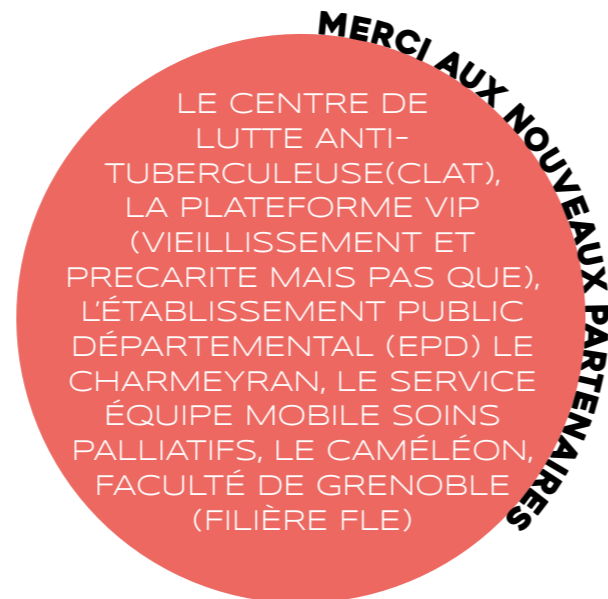 MERCI AUX NOUVEAUX PARTENAIRES
LE CENTRE DE
LUTTE ANTI-
TUBERCULEUSE(CLAT),
LA PLATEFORME VIP
(VIEILLISSEMENT ET
PRECARITE MAIS PAS QUE),
L'ÉTABLISSEMENT PUBLIC
DÉPARTEMENTAL (EPD) LE
CHARMEYRAN, LE SERVICE
ÉQUIPE MOBILE SOINS
PALLIATIFS, LE CAMÉLÉON,
FACULTÉ DE GRENOBLE
(FILIÈRE FLE)